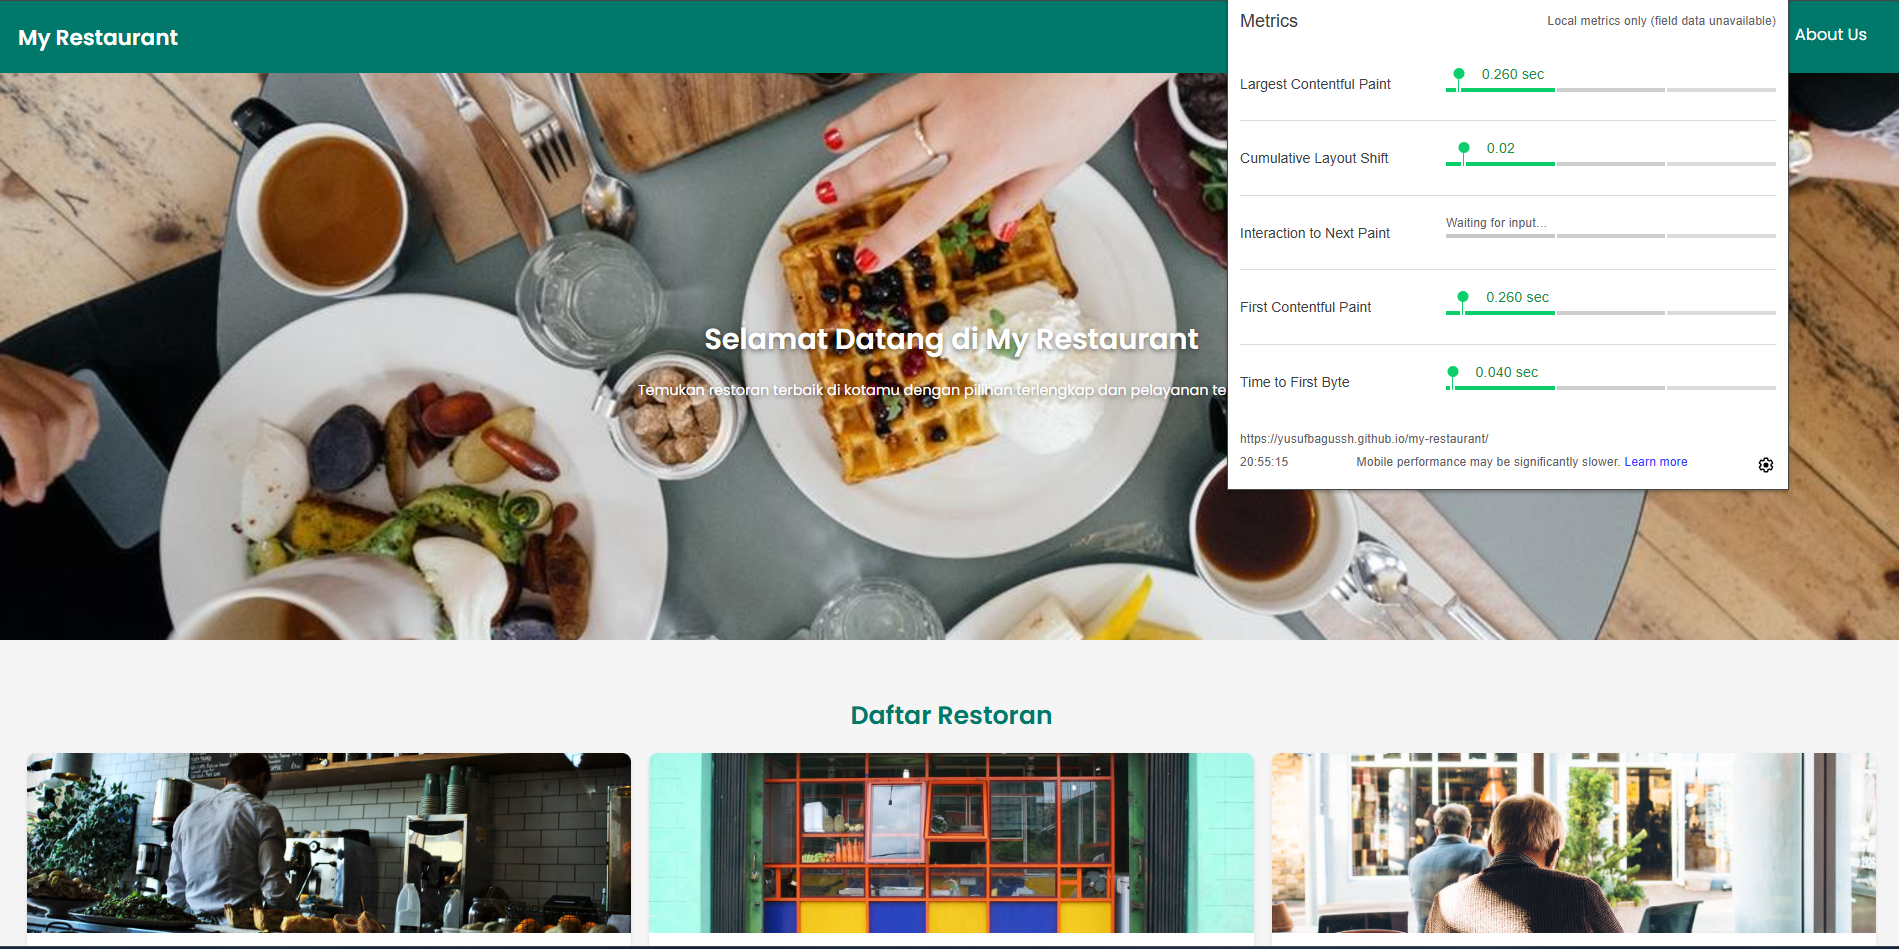 My Restaurant
About Us
Metrics
Local metrics only (field data unavailable)
Largest Contentful Paint
0.260 sec
Cumulative Layout Shift
0.02
Interaction to Next Paint
Waiting for input...
First Contentful Paint
0.260 sec
Time to First Byte
0.040 sec
https://yusufbagussh.github.io/my-restaurant/
20:55:15
Mobile performance may be significantly slower. Learn more
Selamat Datang di My Restaurant
Temukan restoran terbaik di kotamu dengan pilihan terlengkap dan pelayanan te
Daftar Restoran